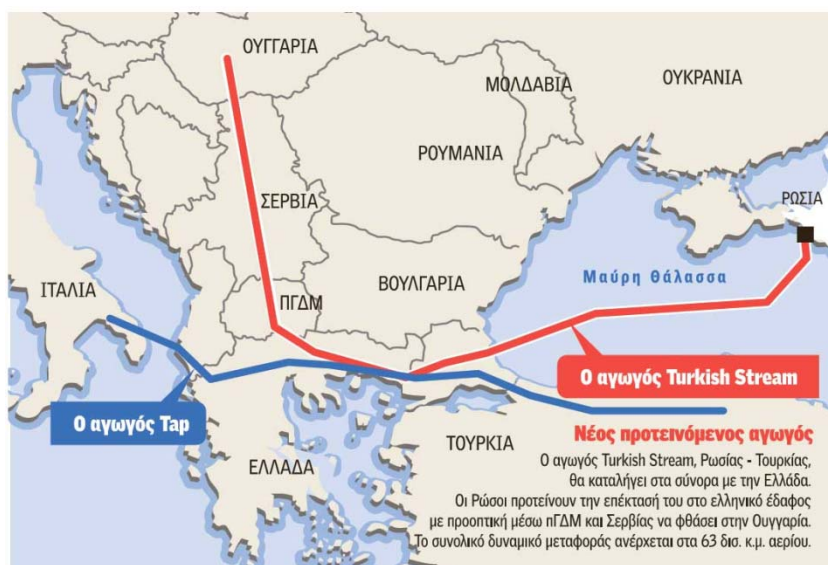 ΟΥΓΓΑΡΙΑ
ΜΟΛΔΑΒΙΑ
ΟΥΚΡΑΝΙΑ
ΡΟΥΜΑΝΙΑ
ΣΕΡΒΙΑ
ΡΩΣΙΑ
ΙΤΑΛΙΑ
ΠΓΔΜ
ΒΟΥΛΓΑΡΙΑ
Μαύρη Θάλασσα
Ο αγωγός Turkish Stream
Ο αγωγός Tap
ΕΛΛΑΔΑ
ΤΟΥΡΚΙΑ
Νέος προτεινόμενος αγωγός
Ο αγωγός Turkish Stream, Ρωσίας - Τουρκίας,
θα καταλήγει στα σύνορα με την Ελλάδα.
Οι Ρώσοι προτείνουν την επέκτασή του στο ελληνικό έδαφος
με προοπτική μέσω πΓΔΜ και Σερβίας να φθάσει στην Ουγγαρία.
Το συνολικό δυναμικό μεταφοράς ανέρχεται στα 63 δισ. κ.μ. αερίου.